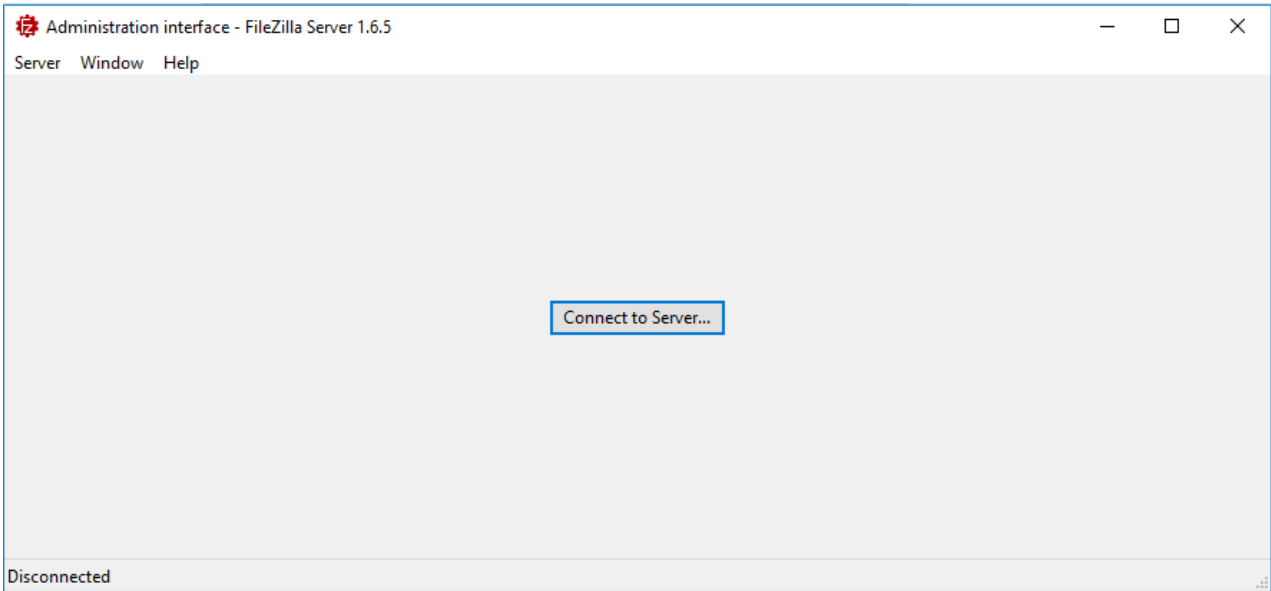 Administration interface - FileZilla Server 1.6.5
Server Window Help
Connect to Server...
Disconnected